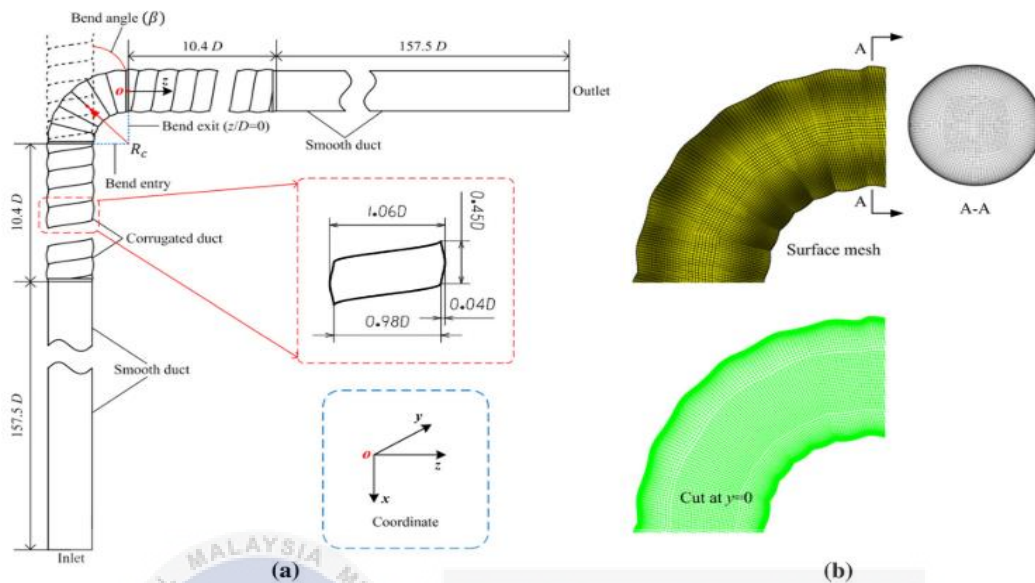 Bend angle (β)
10.4 D
157.5 D
Outlet
o
z
Bend exit (z/D=0)
Smooth duct
R_c
Bend entry
10.4 D
Corrugated duct
1.06D
0.45D
0.04D
0.98D
Smooth duct
157.5 D
y
o
z
x
Coordinate
Inlet
(a)
A
A
A-A
Surface mesh
Cut at y=0
(b)
MALAYSIA